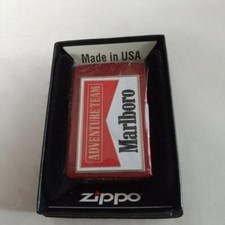 Made in USA
ADVENTURE TEAM
Marlboro
zippo